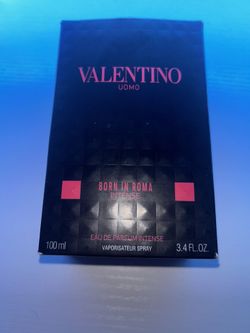 VALENTINO
UOMO
BORN IN ROMA
INTENSE
EAU DE PARFUM INTENSE
100 ml VAPORISATEUR SPRAY 3.4 FL.OZ.